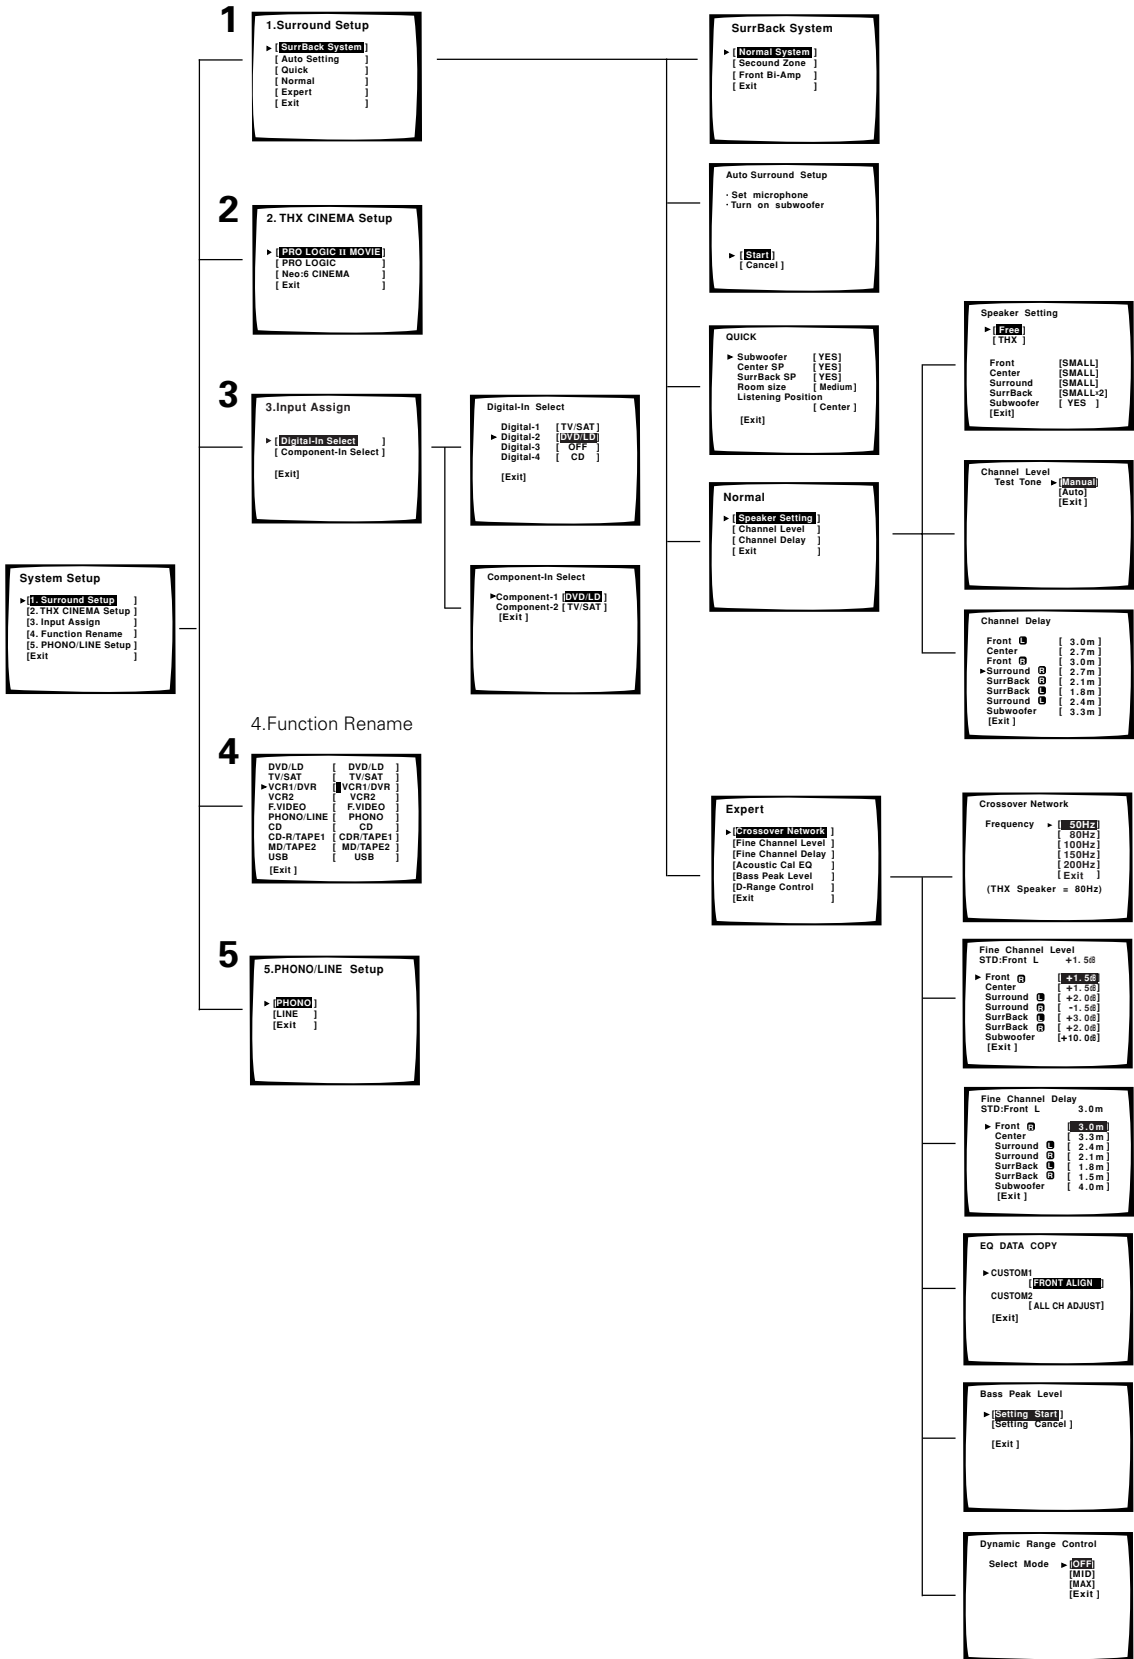 System Setup
[1. Surround Setup ]
[2. THX CINEMA Setup ]
[3. Input Assign ]
[4. Function Rename ]
[5. PHONO/LINE Setup ]
[Exit ]
1
1.Surround Setup
[ SurrBack System ]
[ Auto Setting ]
[ Quick ]
[ Normal ]
[ Expert ]
[ Exit ]
2
2. THX CINEMA Setup
[ PRO LOGIC II MOVIE]
[ PRO LOGIC ]
[ Neo:6 CINEMA ]
[ Exit ]
3
3.Input Assign
[ Digital-In Select ]
[ Component-In Select ]
[Exit]
Digital-In Select
Digital-1 [ TV/SAT ]
Digital-2 [DVD/LD]
Digital-3 [ OFF ]
Digital-4 [ CD ]
[Exit]
Component-In Select
Component-1 [DVD/LD ]
Component-2 [ TV/SAT ]
[Exit ]
4.Function Rename
4
DVD/LD [ DVD/LD ]
TV/SAT [ TV/SAT ]
VCR1/DVR [ VCR1/DVR ]
VCR2 [ VCR2 ]
F.VIDEO [ F.VIDEO ]
PHONO/LINE [ PHONO ]
CD [ CD ]
CD-R/TAPE1 [ CDR/TAPE1 ]
MD/TAPE2 [ MD/TAPE2 ]
USB [ USB ]
[Exit ]
5
5.PHONO/LINE Setup
[PHONO]
[LINE ]
[Exit ]
SurrBack System
[ Normal System ]
[ Secound Zone ]
[ Front Bi-Amp ]
[ Exit ]
Auto Surround Setup
· Set microphone
· Turn on subwoofer
[ Start ]
[ Cancel ]
QUICK
Subwoofer [ YES]
Center SP [ YES]
SurrBack SP [ YES]
Room size [ Medium]
Listening Position
[ Center ]
[Exit]
Normal
[ Speaker Setting ]
[ Channel Level ]
[ Channel Delay ]
[ Exit ]
Speaker Setting
[ Free ]
[ THX ]
Front [SMALL]
Center [SMALL]
Surround [SMALL]
SurrBack [SMALL•2]
Subwoofer [ YES ]
[Exit]
Channel Level
Test Tone [Manual]
[Auto]
[Exit ]
Channel Delay
Front L [ 3.0m ]
Center [ 2.7m ]
Front R [ 3.0m ]
Surround R [ 2.7m ]
SurrBack R [ 2.1m ]
SurrBack L [ 1.8m ]
Surround L [ 2.4m ]
Subwoofer [ 3.3m ]
[Exit ]
Expert
[Crossover Network ]
[Fine Channel Level ]
[Fine Channel Delay ]
[Acoustic Cal EQ ]
[Bass Peak Level ]
[D-Range Control ]
[Exit ]
Crossover Network
Frequency [ 50Hz]
[ 80Hz]
[100Hz]
[150Hz]
[200Hz]
[Exit ]
(THX Speaker = 80Hz)
Fine Channel Level
STD:Front L +1. 5dB
Front R [ +1. 5dB]
Center [ +1. 5dB]
Surround L [ +2. 0dB]
Surround R [ -1. 5dB]
SurrBack L [ +3. 0dB]
SurrBack R [ +2. 0dB]
Subwoofer [+10. 0dB]
[Exit ]
Fine Channel Delay
STD:Front L 3.0m
Front R [ 3.0m ]
Center [ 3.3m ]
Surround L [ 2.4m ]
Surround R [ 2.1m ]
SurrBack L [ 1.8m ]
SurrBack R [ 1.5m ]
Subwoofer [ 4.0m ]
[Exit ]
EQ DATA COPY
CUSTOM1
[FRONT ALIGN ]
CUSTOM2
[ ALL CH ADJUST]
[Exit]
Bass Peak Level
[Setting Start ]
[Setting Cancel ]
[Exit ]
Dynamic Range Control
Select Mode [OFF]
[MID]
[MAX]
[Exit ]